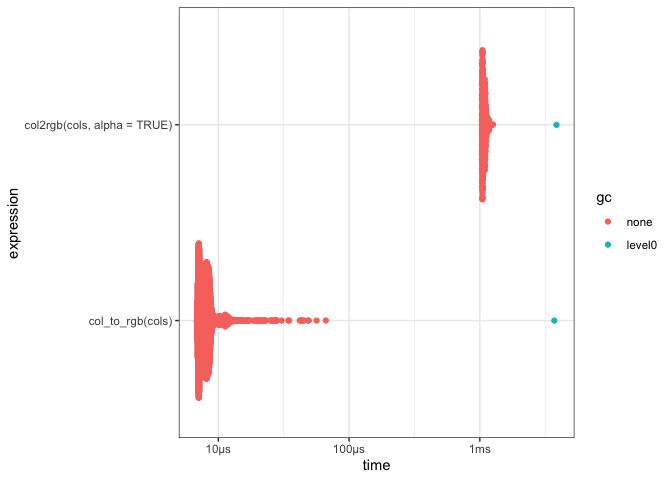 expression
col2rgb(cols, alpha = TRUE)
col_to_rgb(cols)
10µs
100µs
1ms
time
gc
none
level0